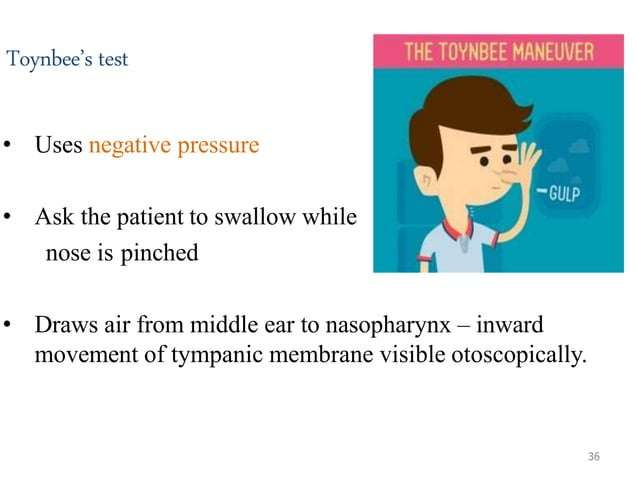 Toynbee's test
THE TOYNBEE MANEUVER
GULP
• Uses negative pressure
• Ask the patient to swallow while
nose is pinched
• Draws air from middle ear to nasopharynx – inward
movement of tympanic membrane visible otoscopically.
36